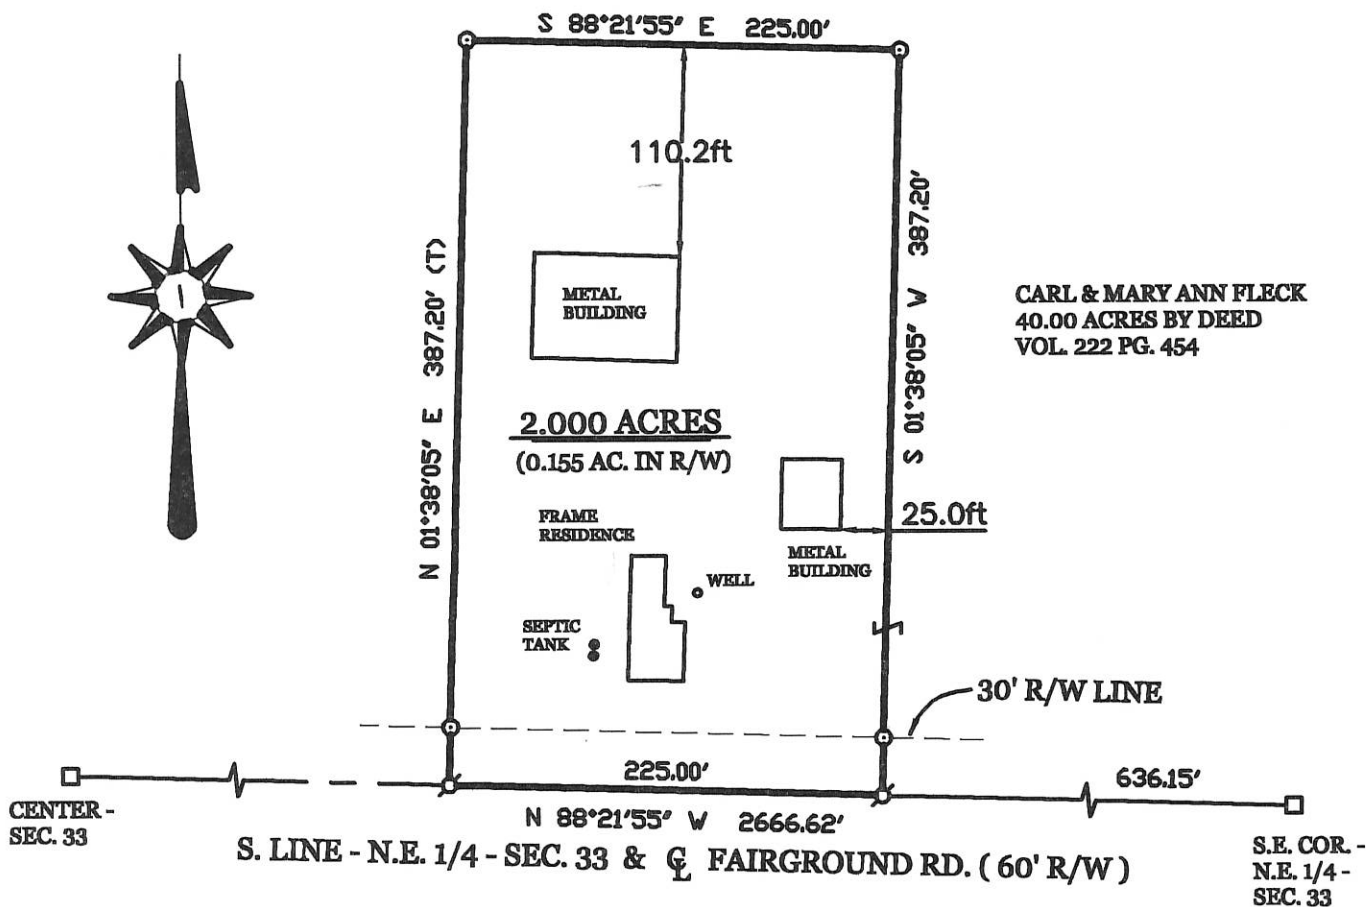 S 88°21'55" E 225.00'
110.2ft
N 01°38'05" E 387.20' (T)
S 01°38'05" W 387.20'
METAL
BUILDING
CARL & MARY ANN FLECK
40.00 ACRES BY DEED
VOL. 222 PG. 454
2.000 ACRES
(0.155 AC. IN R/W)
25.0ft
FRAME
RESIDENCE
METAL
BUILDING
WELL
SEPTIC
TANK
30' R/W LINE
225.00'
636.15'
CENTER -
SEC. 33
N 88°21'55" W 2666.62'
S. LINE - N.E. 1/4 - SEC. 33 & ℄ FAIRGROUND RD. ( 60' R/W )
S.E. COR. -
N.E. 1/4 -
SEC. 33